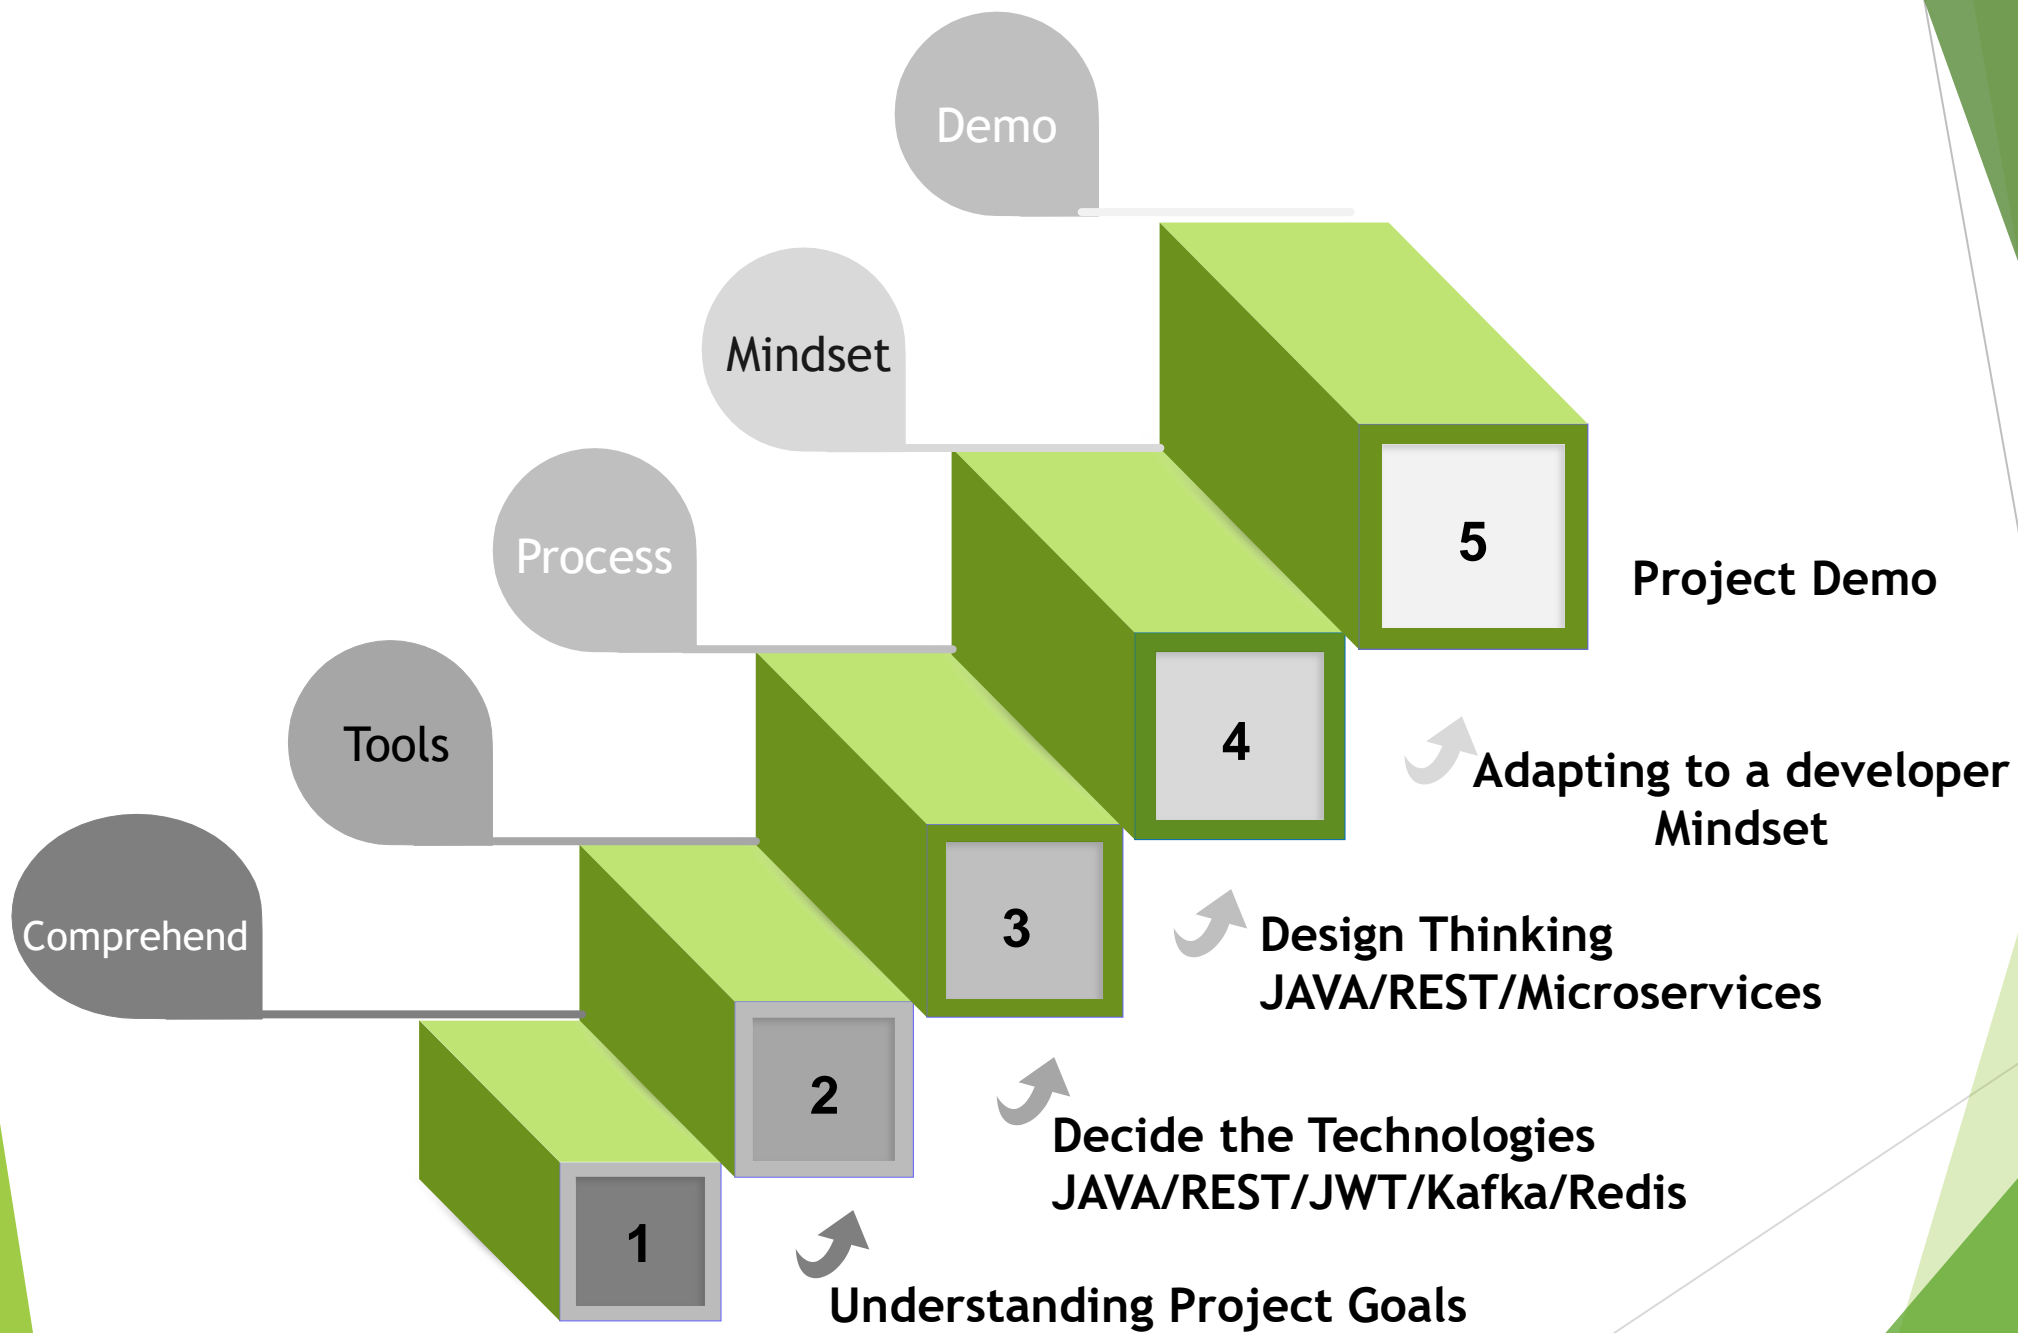 Demo
Mindset
Process
Tools
Comprehend
5
Project Demo
4
Adapting to a developer
Mindset
3
Design Thinking
JAVA/REST/Microservices
2
Decide the Technologies
JAVA/REST/JWT/Kafka/Redis
1
Understanding Project Goals